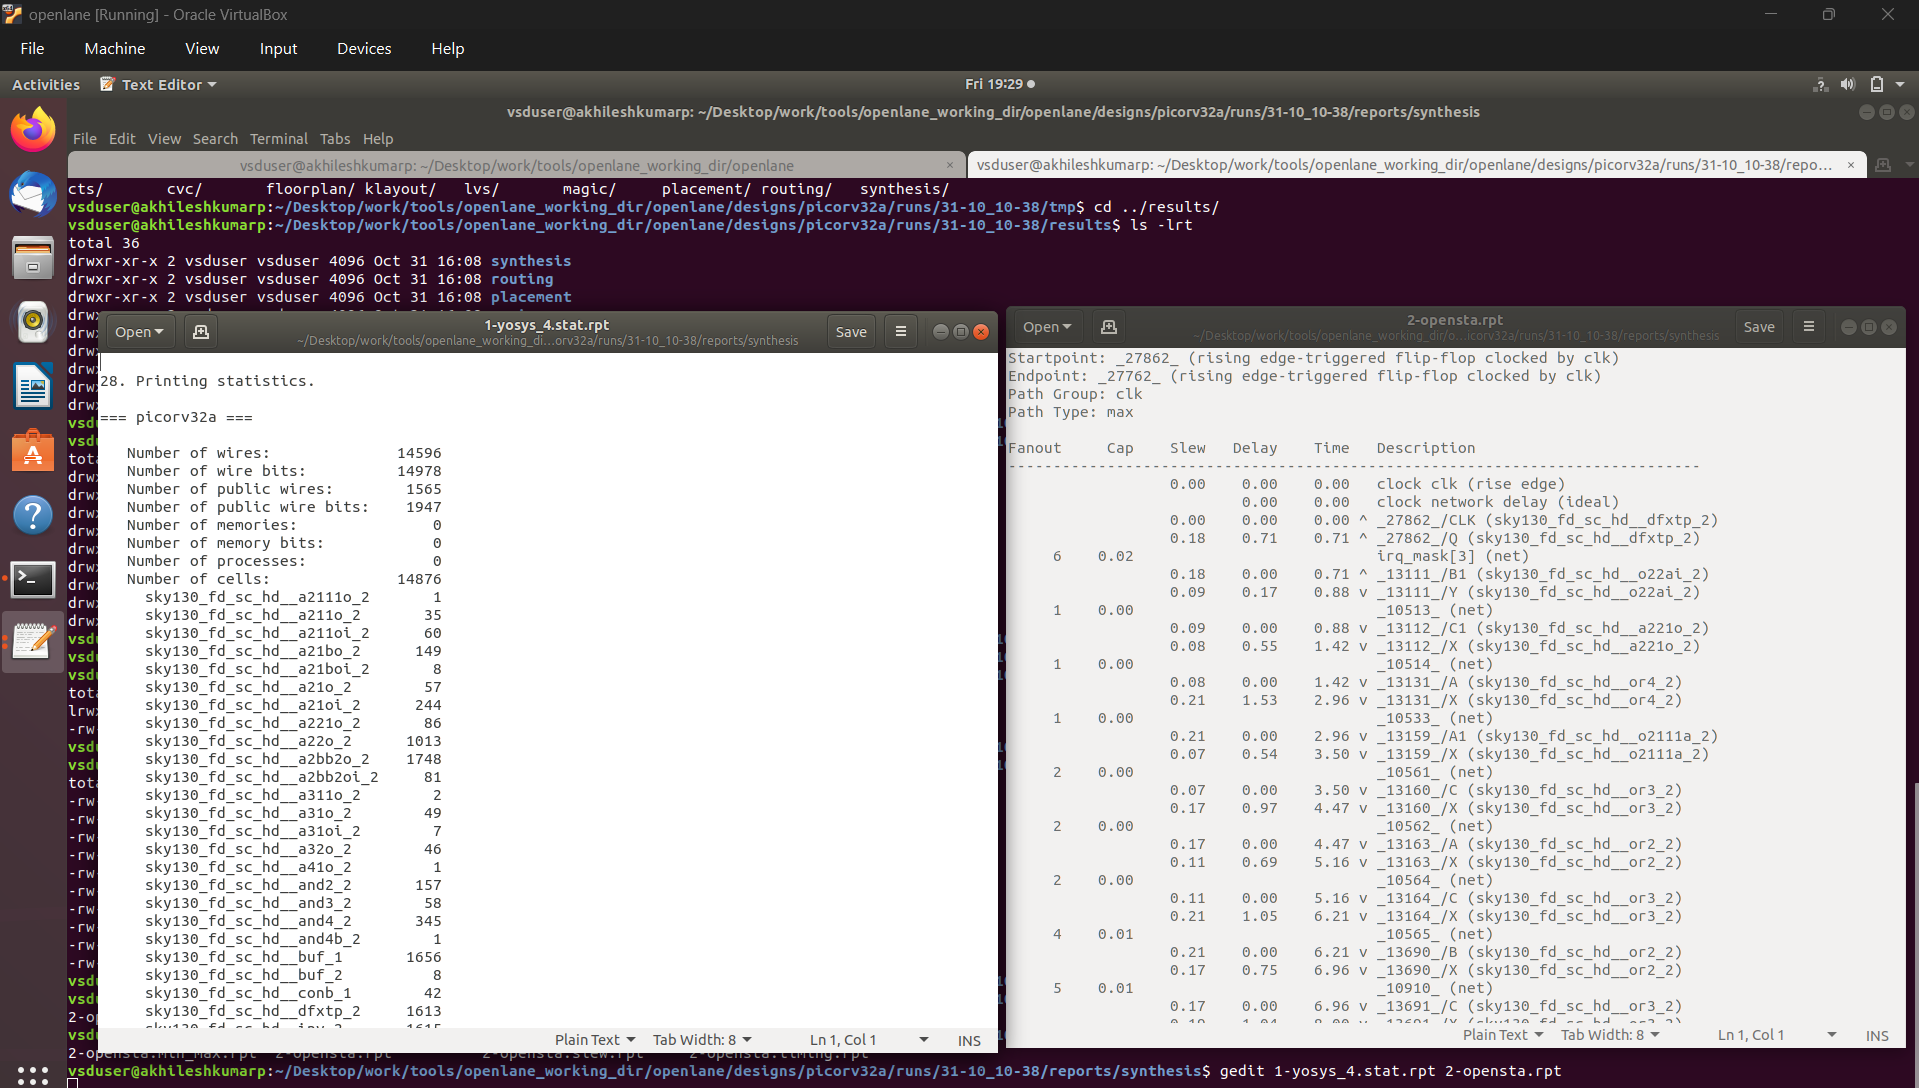 openlane [Running] - Oracle VirtualBox
File Machine View Input Devices Help
Activities Text Editor Fri 19:29
vsduser@akhileshkumarp: ~/Desktop/work/tools/openlane_working_dir/openlane/designs/picorv32a/runs/31-10_10-38/reports/synthesis
File Edit View Search Terminal Tabs Help
vsduser@akhileshkumarp: ~/Desktop/work/tools/openlane_working_dir/openlane
vsduser@akhileshkumarp: ~/Desktop/work/tools/openlane_working_dir/openlane/designs/picorv32a/runs/31-10_10-38/repo...
cts/ cvc/ floorplan/ klayout/ lvs/ magic/ placement/ routing/ synthesis/
vsduser@akhileshkumarp:~/Desktop/work/tools/openlane_working_dir/openlane/designs/picorv32a/runs/31-10_10-38/tmp$ cd ../results/
vsduser@akhileshkumarp:~/Desktop/work/tools/openlane_working_dir/openlane/designs/picorv32a/runs/31-10_10-38/results$ ls -lrt
total 36
drwxr-xr-x 2 vsduser vsduser 4096 Oct 31 16:08 synthesis
drwxr-xr-x 2 vsduser vsduser 4096 Oct 31 16:08 routing
drwxr-xr-x 2 vsduser vsduser 4096 Oct 31 16:08 placement
Open 1-yosys_4.stat.rpt Save
~/Desktop/work/tools/openlane_working_di...orv32a/runs/31-10_10-38/reports/synthesis
28. Printing statistics.
=== picorv32a ===
Number of wires: 14596
Number of wire bits: 14978
Number of public wires: 1565
Number of public wire bits: 1947
Number of memories: 0
Number of memory bits: 0
Number of processes: 0
Number of cells: 14876
sky130_fd_sc_hd__a2111o_2 1
sky130_fd_sc_hd__a211o_2 35
sky130_fd_sc_hd__a211oi_2 60
sky130_fd_sc_hd__a21bo_2 149
sky130_fd_sc_hd__a21boi_2 8
sky130_fd_sc_hd__a21o_2 57
sky130_fd_sc_hd__a21oi_2 244
sky130_fd_sc_hd__a221o_2 86
sky130_fd_sc_hd__a22o_2 1013
sky130_fd_sc_hd__a2bb2o_2 1748
sky130_fd_sc_hd__a2bb2oi_2 81
sky130_fd_sc_hd__a311o_2 2
sky130_fd_sc_hd__a31o_2 49
sky130_fd_sc_hd__a31oi_2 7
sky130_fd_sc_hd__a32o_2 46
sky130_fd_sc_hd__a41o_2 1
sky130_fd_sc_hd__and2_2 157
sky130_fd_sc_hd__and3_2 58
sky130_fd_sc_hd__and4_2 345
sky130_fd_sc_hd__and4b_2 1
sky130_fd_sc_hd__buf_1 1656
sky130_fd_sc_hd__buf_2 8
sky130_fd_sc_hd__conb_1 42
sky130_fd_sc_hd__dfxtp_2 1613
Plain Text Tab Width: 8 Ln 1, Col 1 INS
Open 2-opensta.rpt Save
~/Desktop/work/tools/openlane_working_dir/o...icorv32a/runs/31-10_10-38/reports/synthesis
Startpoint: _27862_ (rising edge-triggered flip-flop clocked by clk)
Endpoint: _27762_ (rising edge-triggered flip-flop clocked by clk)
Path Group: clk
Path Type: max
Fanout Cap Slew Delay Time Description
-----------------------------------------------------------------------------
0.00 0.00 0.00 clock clk (rise edge)
0.00 0.00 clock network delay (ideal)
0.00 0.00 0.00 ^ _27862_/CLK (sky130_fd_sc_hd__dfxtp_2)
0.18 0.71 0.71 ^ _27862_/Q (sky130_fd_sc_hd__dfxtp_2)
6 0.02 irq_mask[3] (net)
0.18 0.00 0.71 ^ _13111_/B1 (sky130_fd_sc_hd__o22ai_2)
0.09 0.17 0.88 v _13111_/Y (sky130_fd_sc_hd__o22ai_2)
1 0.00 _10513_ (net)
0.09 0.00 0.88 v _13112_/C1 (sky130_fd_sc_hd__a221o_2)
0.08 0.55 1.42 v _13112_/X (sky130_fd_sc_hd__a221o_2)
1 0.00 _10514_ (net)
0.08 0.00 1.42 v _13131_/A (sky130_fd_sc_hd__or4_2)
0.21 1.53 2.96 v _13131_/X (sky130_fd_sc_hd__or4_2)
1 0.00 _10533_ (net)
0.21 0.00 2.96 v _13159_/A1 (sky130_fd_sc_hd__o2111a_2)
0.07 0.54 3.50 v _13159_/X (sky130_fd_sc_hd__o2111a_2)
2 0.00 _10561_ (net)
0.07 0.00 3.50 v _13160_/C (sky130_fd_sc_hd__or3_2)
0.17 0.97 4.47 v _13160_/X (sky130_fd_sc_hd__or3_2)
2 0.00 _10562_ (net)
0.17 0.00 4.47 v _13163_/A (sky130_fd_sc_hd__or2_2)
0.11 0.69 5.16 v _13163_/X (sky130_fd_sc_hd__or2_2)
2 0.00 _10564_ (net)
0.11 0.00 5.16 v _13164_/C (sky130_fd_sc_hd__or3_2)
0.21 1.05 6.21 v _13164_/X (sky130_fd_sc_hd__or3_2)
4 0.01 _10565_ (net)
0.21 0.00 6.21 v _13690_/B (sky130_fd_sc_hd__or2_2)
0.17 0.75 6.96 v _13690_/X (sky130_fd_sc_hd__or2_2)
5 0.01 _10910_ (net)
0.17 0.00 6.96 v _13691_/C (sky130_fd_sc_hd__or3_2)
Plain Text Tab Width: 8 Ln 1, Col 1 INS
vsduser@akhileshkumarp:~/Desktop/work/tools/openlane_working_dir/openlane/designs/picorv32a/runs/31-10_10-38/reports/synthesis$ gedit 1-yosys_4.stat.rpt 2-opensta.rpt